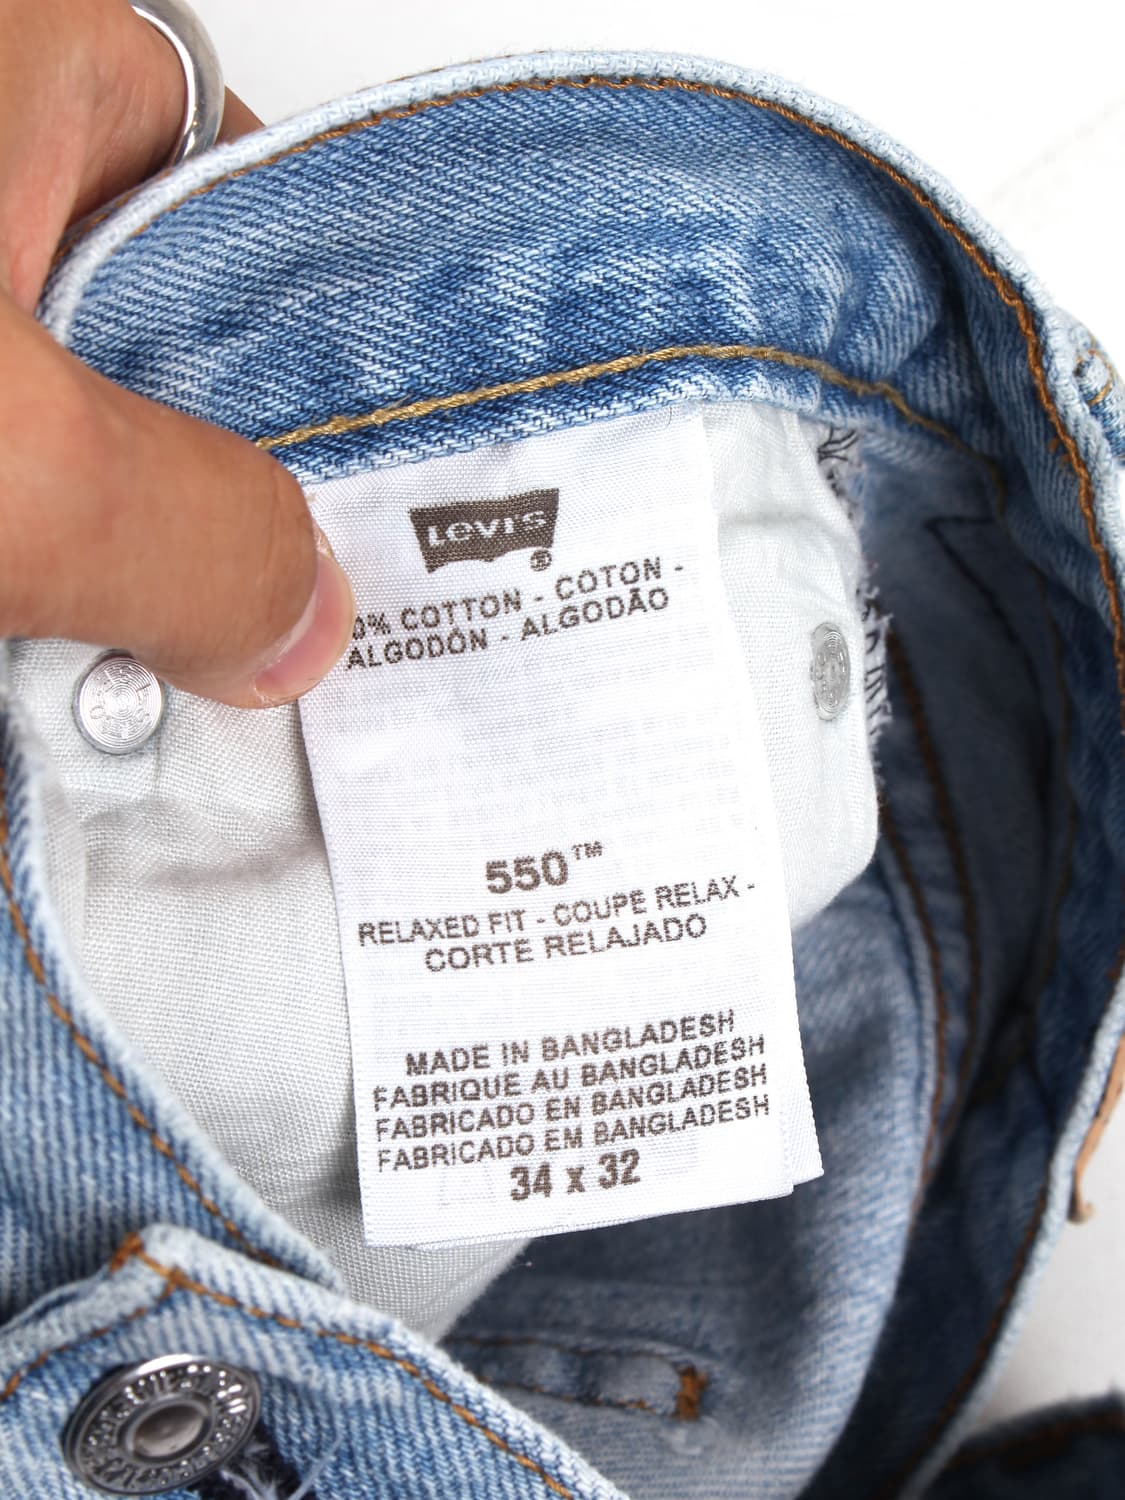 LEVI'S
®
0% COTTON - COTON -
ALGODÓN - ALGODÃO
550™
RELAXED FIT - COUPE RELAX -
CORTE RELAJADO
MADE IN BANGLADESH
FABRIQUE AU BANGLADESH
FABRICADO EN BANGLADESH
FABRICADO EM BANGLADESH
34 x 32